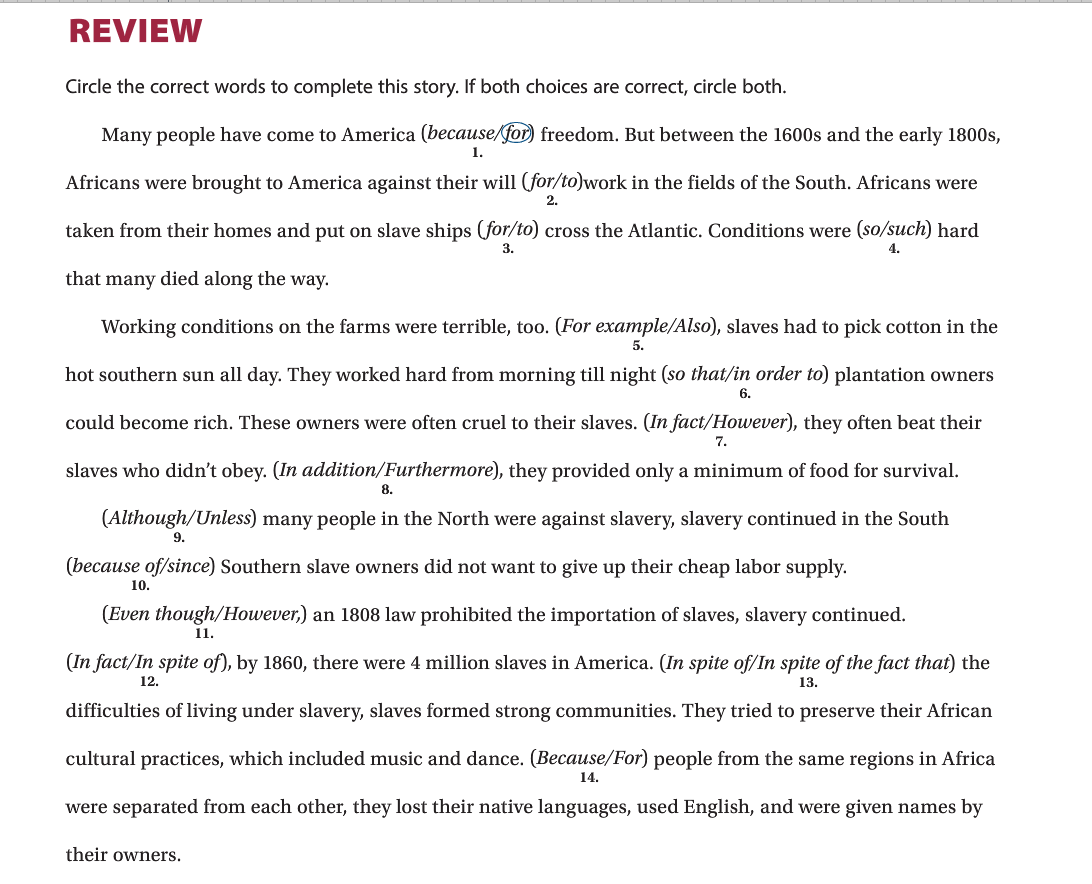 REVIEW
Circle the correct words to complete this story. If both choices are correct, circle both.
Many people have come to America (because/for) freedom. But between the 1600s and the early 1800s,
1.
Africans were brought to America against their will (for/to)work in the fields of the South. Africans were
2.
taken from their homes and put on slave ships (for/to) cross the Atlantic. Conditions were (so/such) hard
3. 4.
that many died along the way.
Working conditions on the farms were terrible, too. (For example/Also), slaves had to pick cotton in the
5.
hot southern sun all day. They worked hard from morning till night (so that/in order to) plantation owners
6.
could become rich. These owners were often cruel to their slaves. (In fact/However), they often beat their
7.
slaves who didn’t obey. (In addition/Furthermore), they provided only a minimum of food for survival.
8.
(Although/Unless) many people in the North were against slavery, slavery continued in the South
9.
(because of/since) Southern slave owners did not want to give up their cheap labor supply.
10.
(Even though/However,) an 1808 law prohibited the importation of slaves, slavery continued.
11.
(In fact/In spite of), by 1860, there were 4 million slaves in America. (In spite of/In spite of the fact that) the
12. 13.
difficulties of living under slavery, slaves formed strong communities. They tried to preserve their African
cultural practices, which included music and dance. (Because/For) people from the same regions in Africa
14.
were separated from each other, they lost their native languages, used English, and were given names by
their owners.